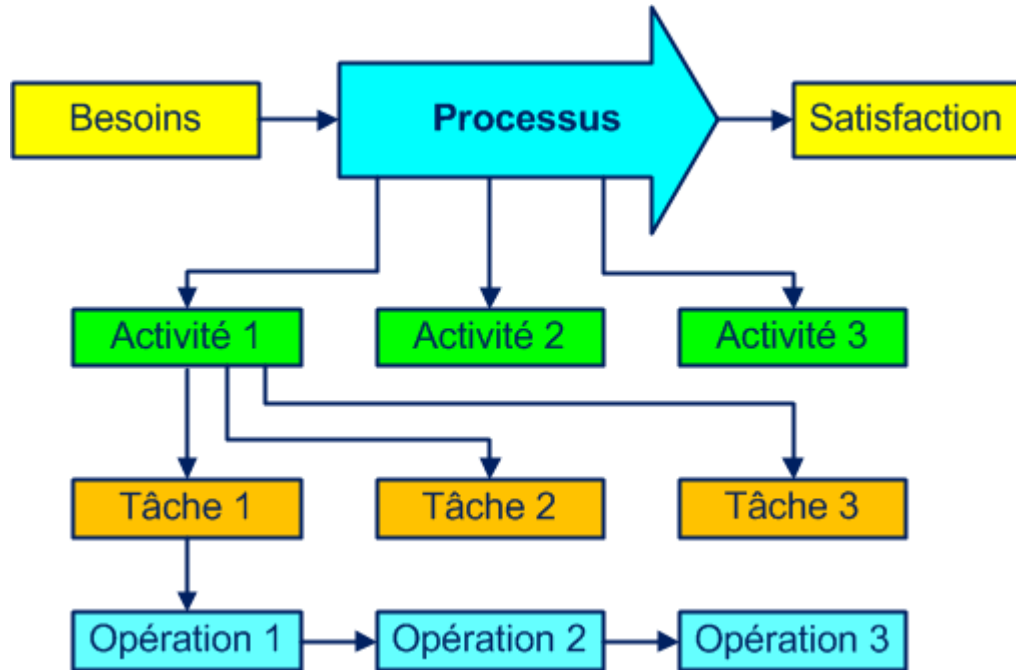 Besoins
Processus
Satisfaction
Activité 1
Activité 2
Activité 3
Tâche 1
Tâche 2
Tâche 3
Opération 1
Opération 2
Opération 3